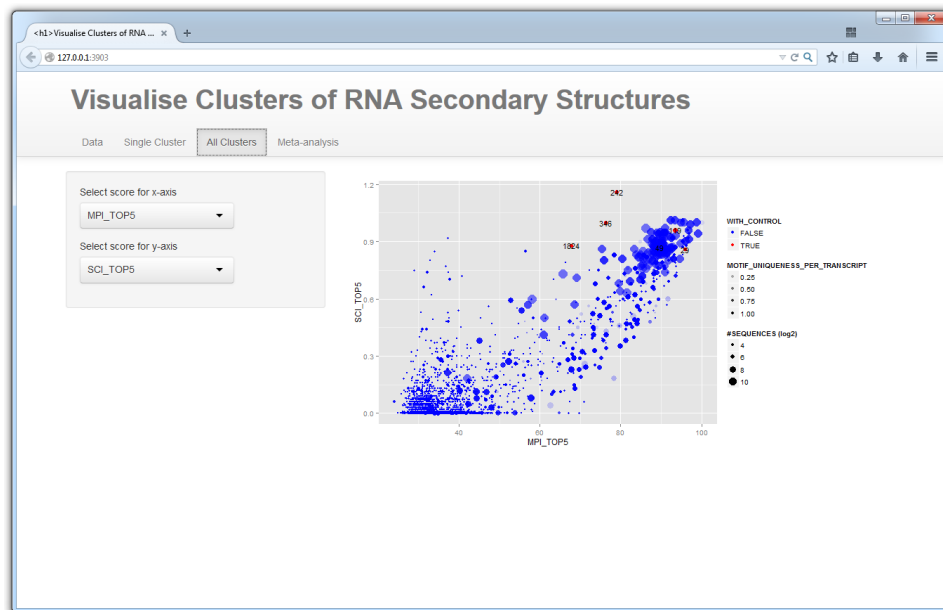 <h1>Visualise Clusters of RNA ...
127.0.0.1:3903
Visualise Clusters of RNA Secondary Structures
Data Single Cluster All Clusters Meta-analysis
Select score for x-axis
MPI_TOP5
Select score for y-axis
SCI_TOP5
1.2
0.9
0.6
0.3
0.0
SCI_TOP5
242
346
1824
40 60 80 100
MPI_TOP5
WITH_CONTROL
FALSE
TRUE
MOTIF_UNIQUENESS_PER_TRANSCRIPT
0.25
0.50
0.75
1.00
#SEQUENCES (log2)
4
6
8
10